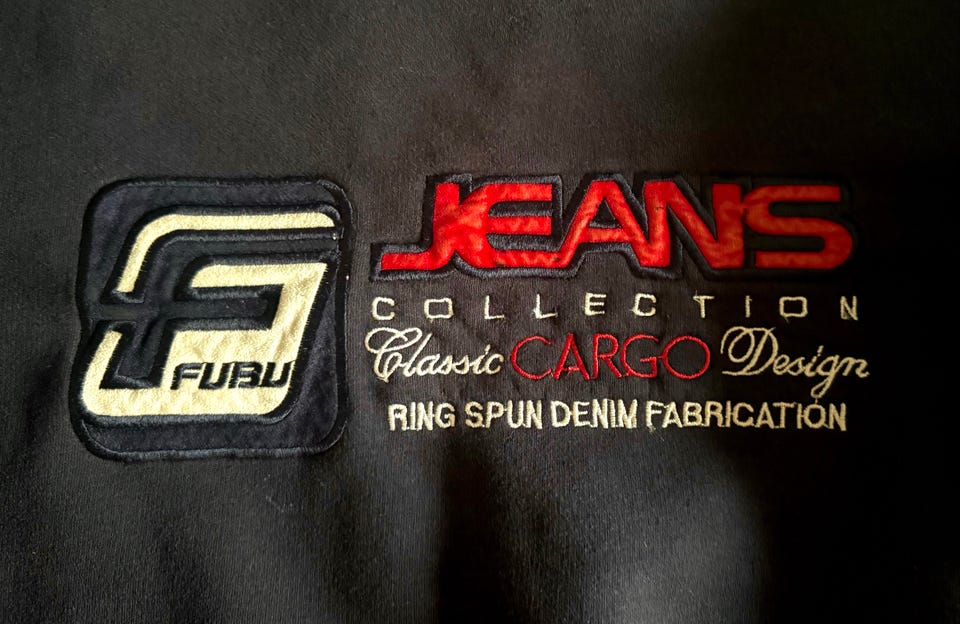 FUBU
JEANS
COLLECTION
Classic CARGO Design
RING SPUN DENIM FABRICATION